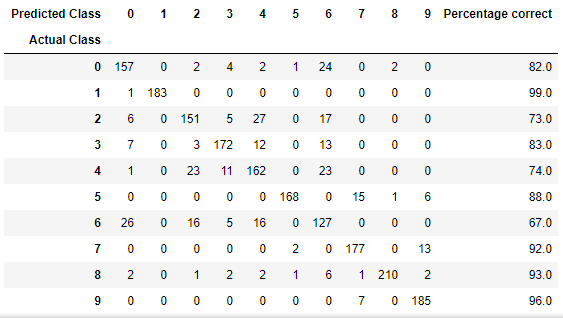 Predicted Class 0 1 2 3 4 5 6 7 8 9 Percentage correct
Actual Class
0 157 0 2 4 2 1 24 0 2 0 82.0
1 1 183 0 0 0 0 0 0 0 0 99.0
2 6 0 151 5 27 0 17 0 0 0 73.0
3 7 0 3 172 12 0 13 0 0 0 83.0
4 1 0 23 11 162 0 23 0 0 0 74.0
5 0 0 0 0 0 168 0 15 1 6 88.0
6 26 0 16 5 16 0 127 0 0 0 67.0
7 0 0 0 0 0 2 0 177 0 13 92.0
8 2 0 1 2 2 1 6 1 210 2 93.0
9 0 0 0 0 0 0 0 7 0 185 96.0